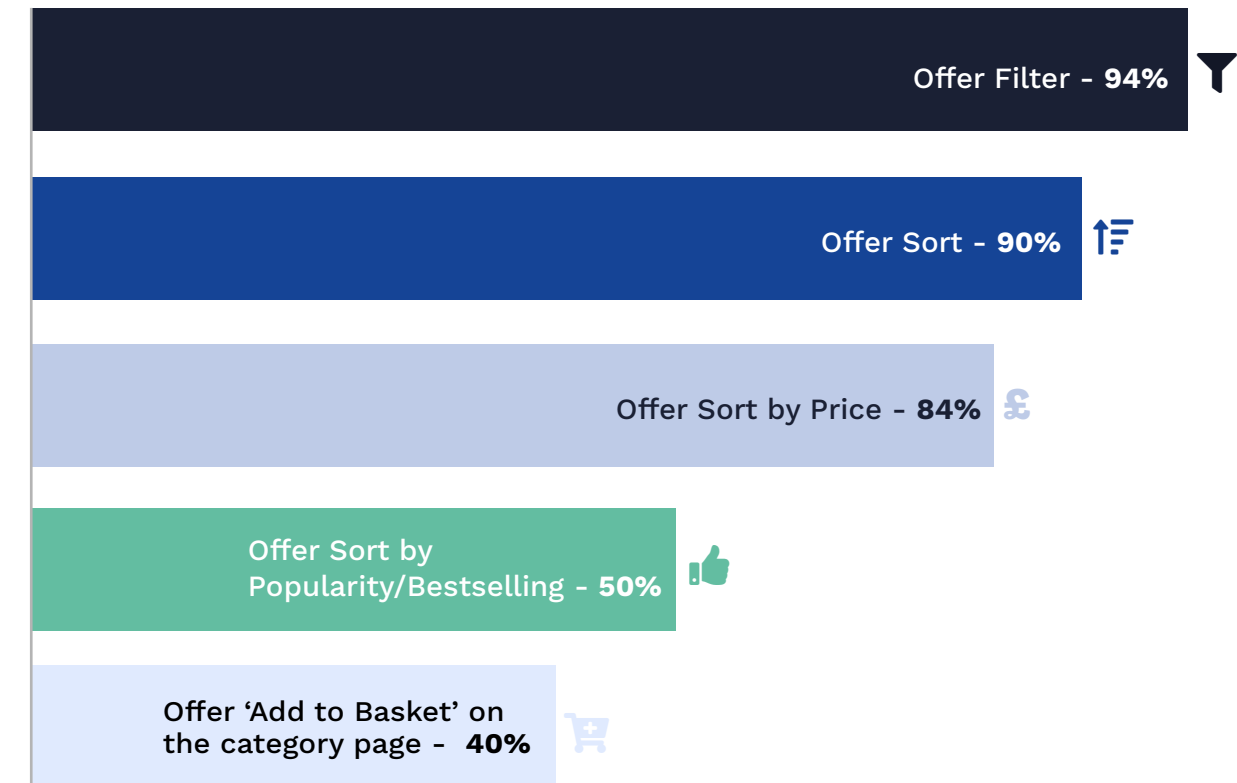 Offer Filter - 94%
Offer Sort - 90%
Offer Sort by Price - 84%
£
Offer Sort by
Popularity/Bestselling - 50%
Offer ‘Add to Basket’ on
the category page - 40%